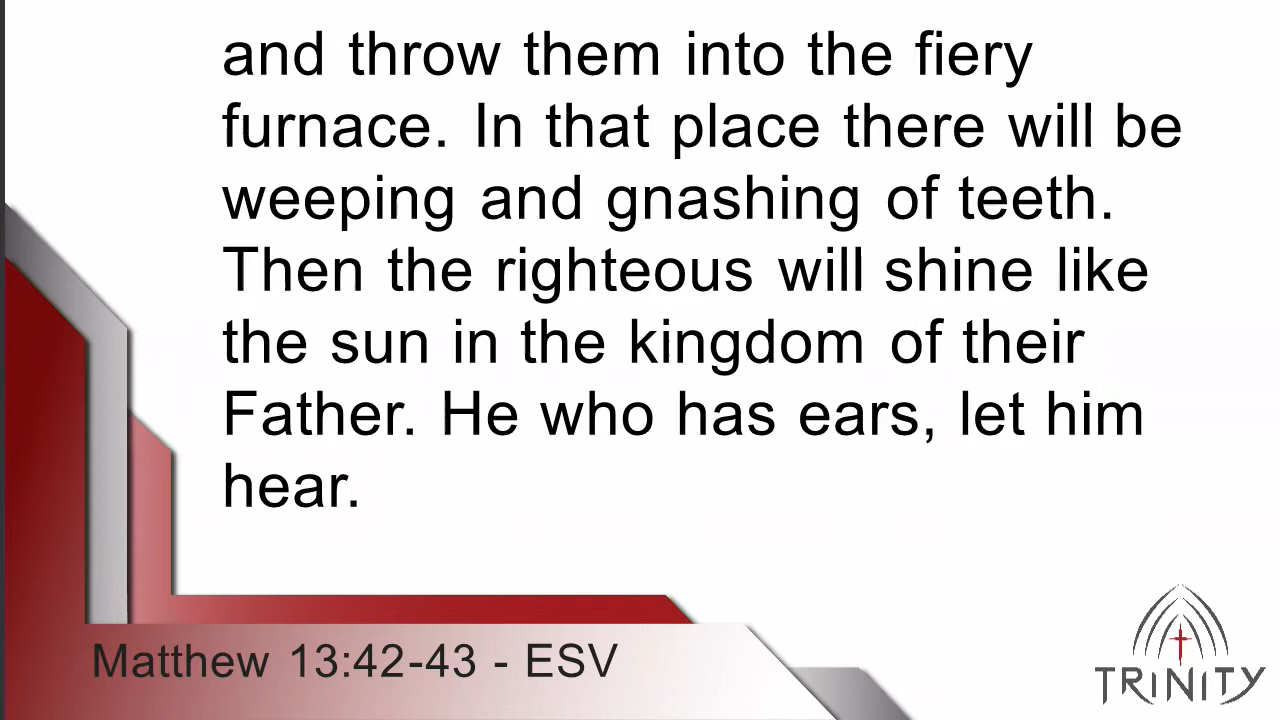 and throw them into the fiery
furnace. In that place there will be
weeping and gnashing of teeth.
Then the righteous will shine like
the sun in the kingdom of their
Father. He who has ears, let him
hear.
Matthew 13:42-43 - ESV
TRINITY